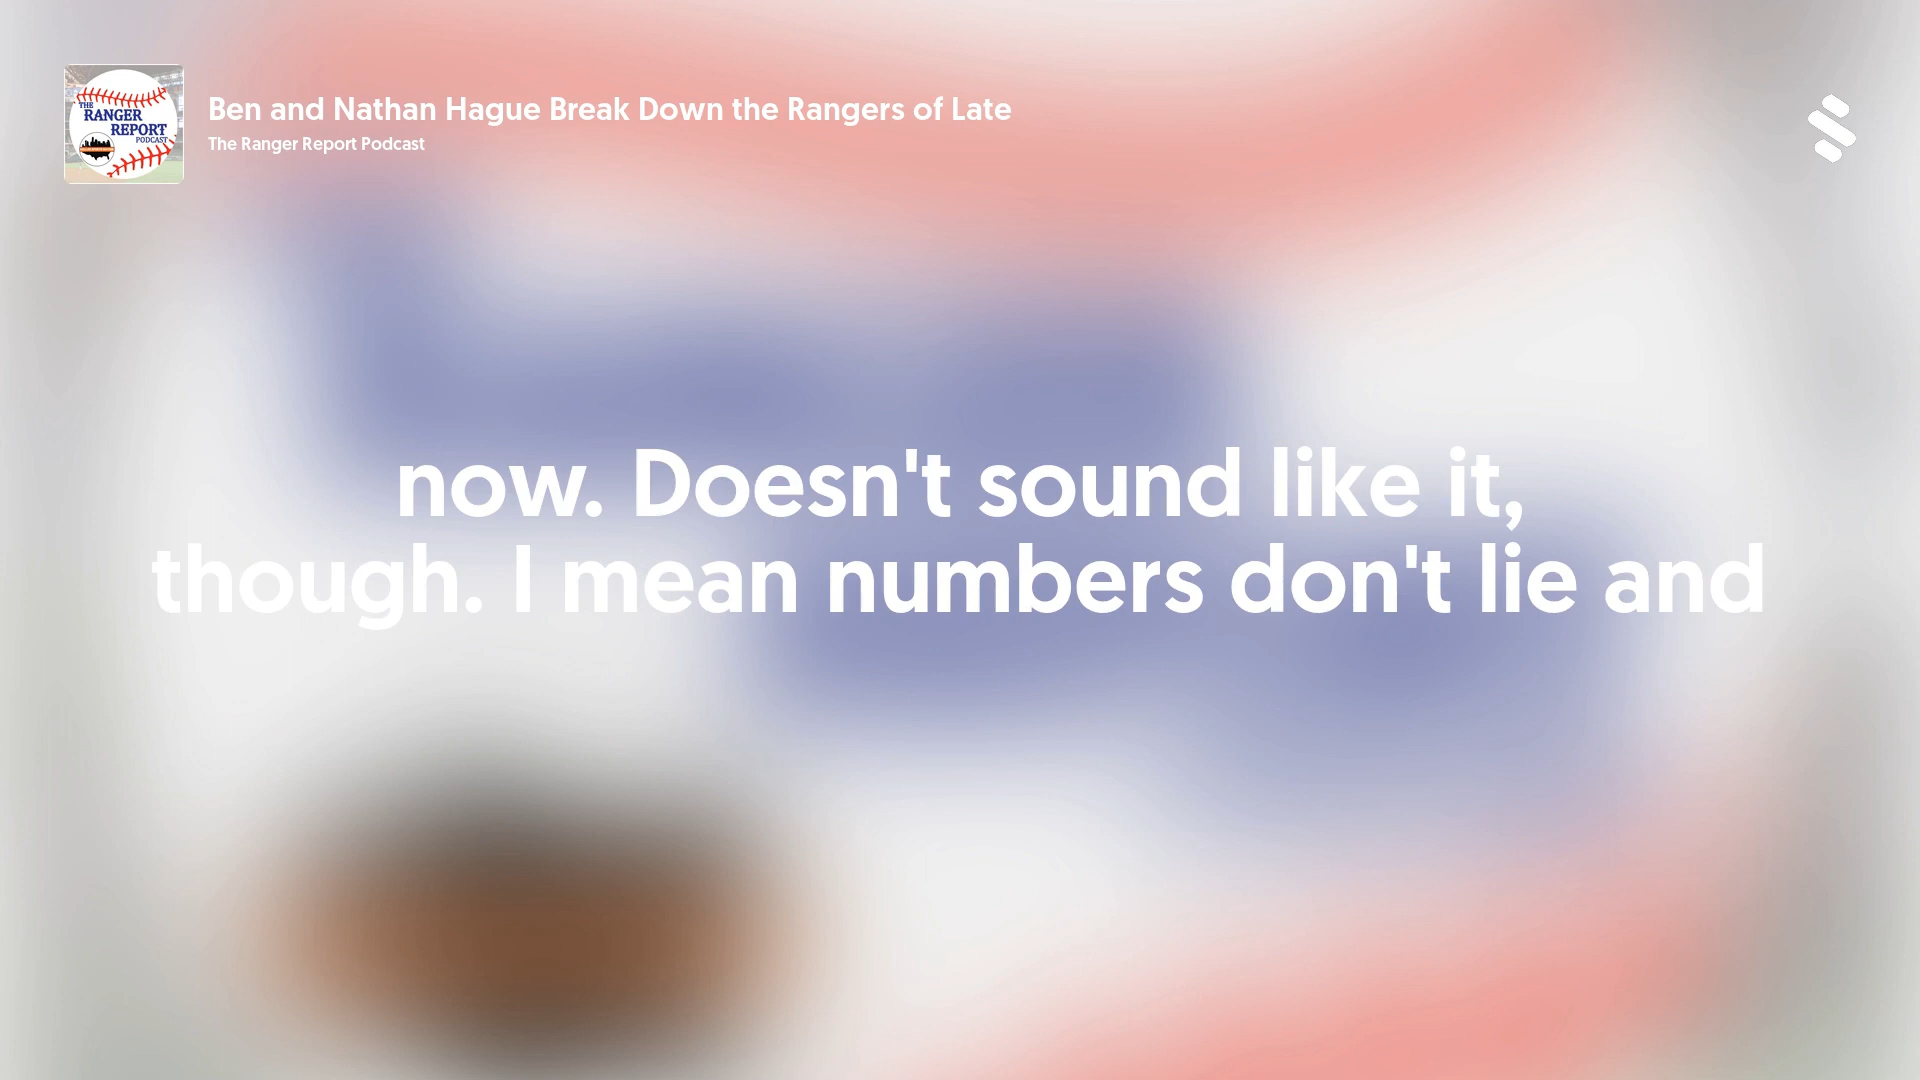 THE
RANGER
REPORT
PODCAST
Ben and Nathan Hague Break Down the Rangers of Late
The Ranger Report Podcast
now. Doesn't sound like it,
though. I mean numbers don't lie and